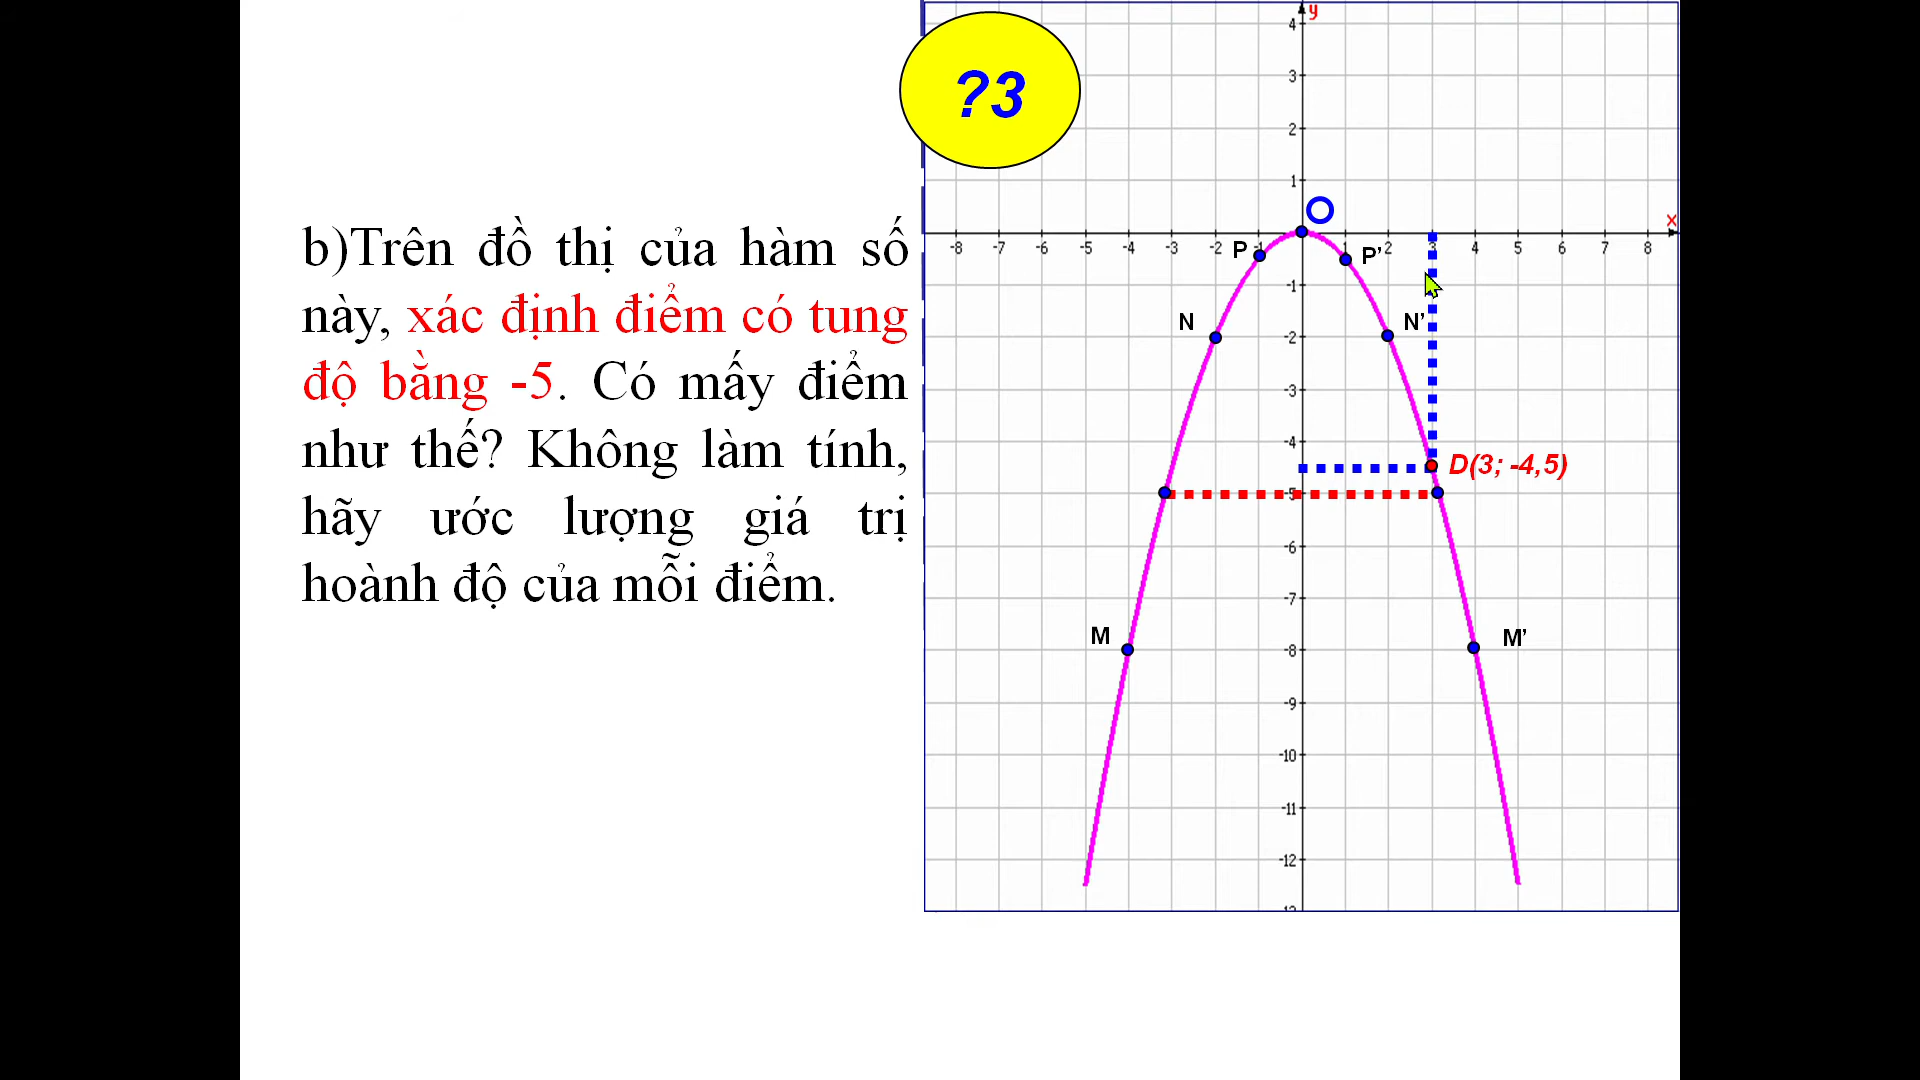 ?3
b)Trên đồ thị của hàm số
này, xác định điểm có tung
độ bằng -5. Có mấy điểm
như thế? Không làm tính,
hãy ước lượng giá trị
hoành độ của mỗi điểm.
y
4
3
2
1
O
x
-8 -7 -6 -5 -4 -3 -2 -1 1 2 3 4 5 6 7 8
P P’
-1
N N’
-2
-3
-4
D(3; -4,5)
-5
-6
-7
M M’
-8
-9
-10
-11
-12